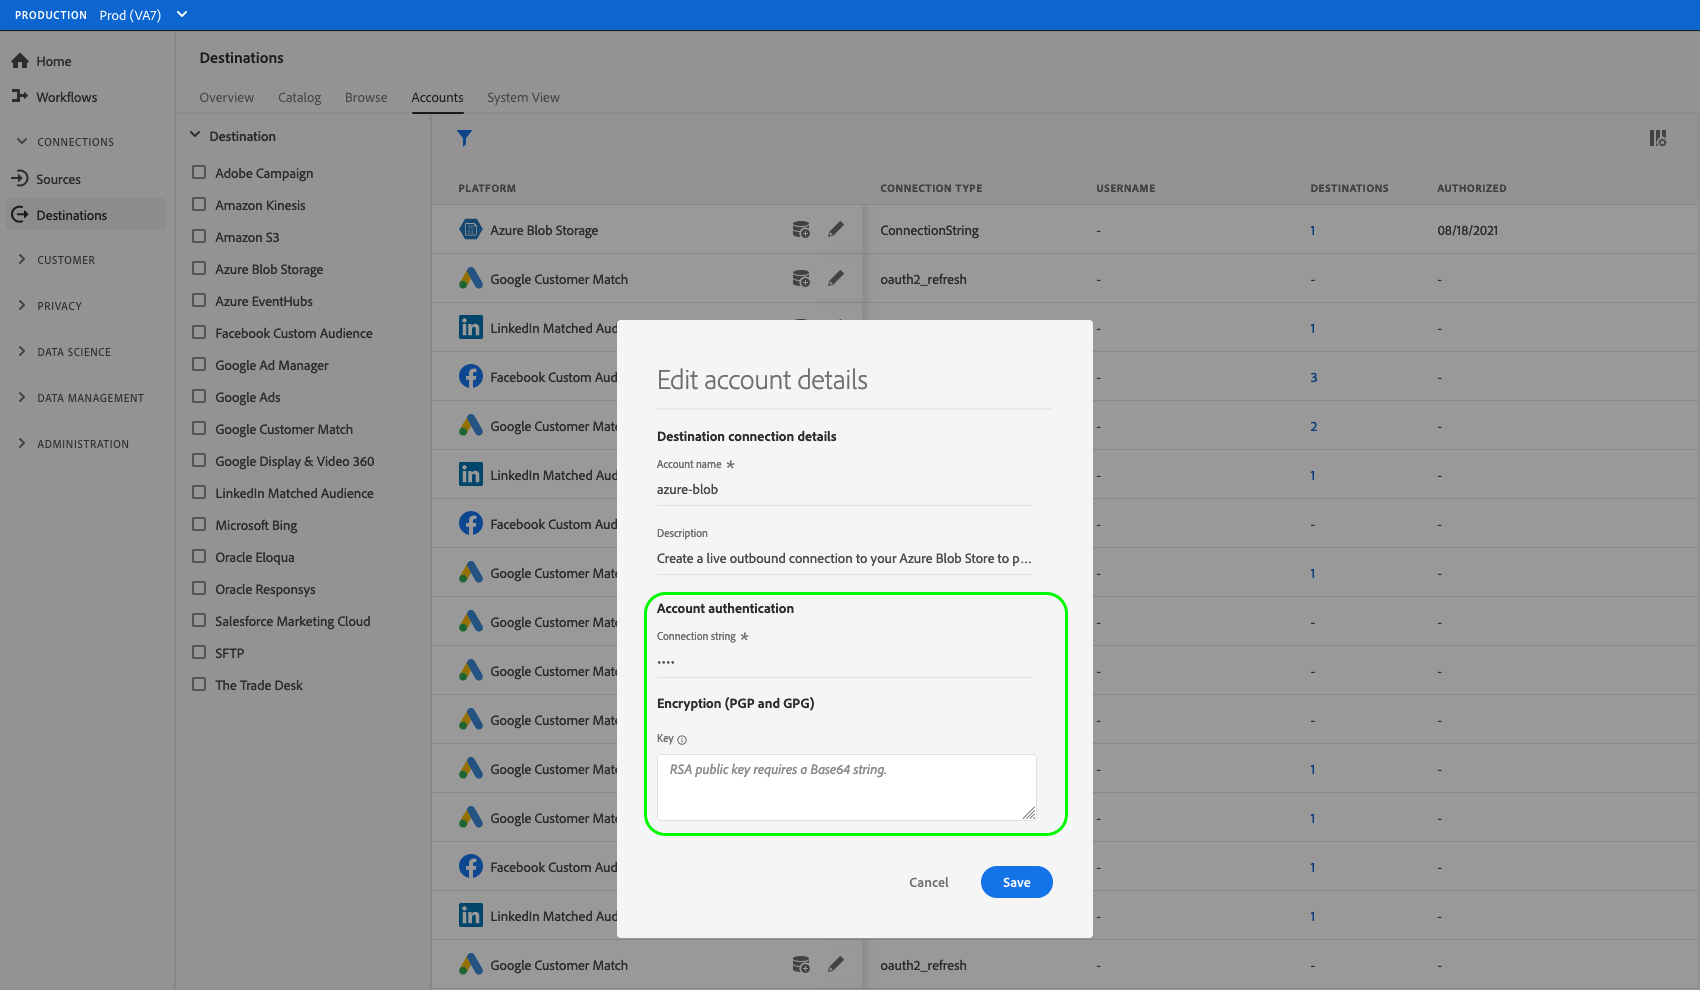 PRODUCTION Prod (VA7)
Home
Workflows
CONNECTIONS
Sources
Destinations
CUSTOMER
PRIVACY
DATA SCIENCE
DATA MANAGEMENT
ADMINISTRATION
Destinations
Overview Catalog Browse Accounts System View
Destination
Adobe Campaign
Amazon Kinesis
Amazon S3
Azure Blob Storage
Azure EventHubs
Facebook Custom Audience
Google Ad Manager
Google Ads
Google Customer Match
Google Display & Video 360
LinkedIn Matched Audience
Microsoft Bing
Oracle Eloqua
Oracle Responsys
Salesforce Marketing Cloud
SFTP
The Trade Desk
PLATFORM CONNECTION TYPE USERNAME DESTINATIONS AUTHORIZED
Azure Blob Storage ConnectionString - 1 08/18/2021
Google Customer Match oauth2_refresh - - -
LinkedIn Matched Aud - 1 -
Facebook Custom Aud - 3 -
Google Customer Mat - 2 -
LinkedIn Matched Aud - 1 -
Facebook Custom Aud - - -
Google Customer Mat - 1 -
Google Customer Mat - - -
Google Customer Mat - - -
Google Customer Mat - - -
Google Customer Mat - 1 -
Google Customer Mat - 1 -
Facebook Custom Aud - 1 -
LinkedIn Matched Aud - 1 -
Google Customer Match oauth2_refresh - - -
Edit account details
Destination connection details
Account name *
azure-blob
Description
Create a live outbound connection to your Azure Blob Store to p...
Account authentication
Connection string *
••••
Encryption (PGP and GPG)
Key
RSA public key requires a Base64 string.
Cancel Save